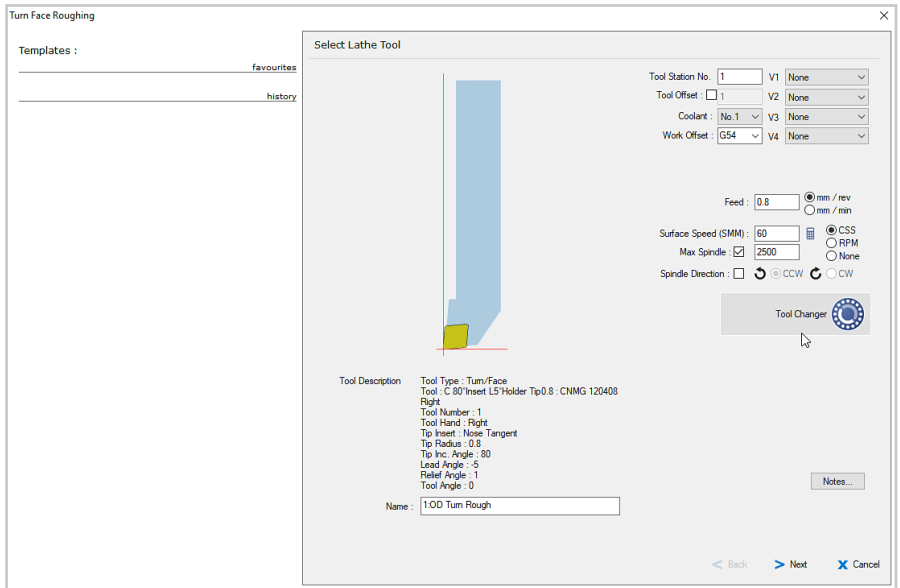 Turn Face Roughing
Templates :
favourites
history
Select Lathe Tool
Tool Station No. 1 V1 None
Tool Offset : 1 V2 None
Coolant : No.1 V3 None
Work Offset : G54 V4 None
Feed : 0.8 mm / rev
mm / min
Surface Speed (SMM) : 60 CSS
RPM
Max Spindle : 2500
None
Spindle Direction : CCW CW
Tool Changer
Tool Description Tool Type : Turn/Face
Tool : C 80°Insert L5°Holder Tip0.8 : CNMG 120408
Right
Tool Number : 1
Tool Hand : Right
Tip Insert : Nose Tangent
Tip Radius : 0.8
Tip Inc. Angle : 80
Lead Angle : -5
Relief Angle : 1
Tool Angle : 0
Notes...
Name : 1:OD Turn Rough
< Back > Next X Cancel